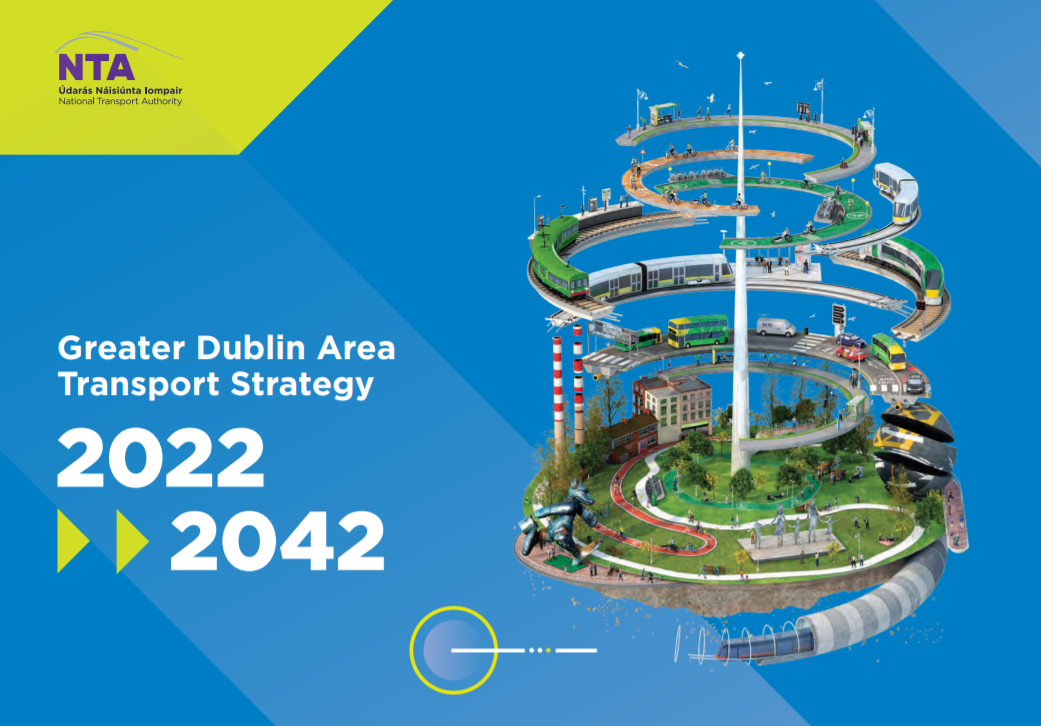 NTA
Údarás Náisiúnta Iompair
National Transport Authority
Greater Dublin Area
Transport Strategy
2022
2042